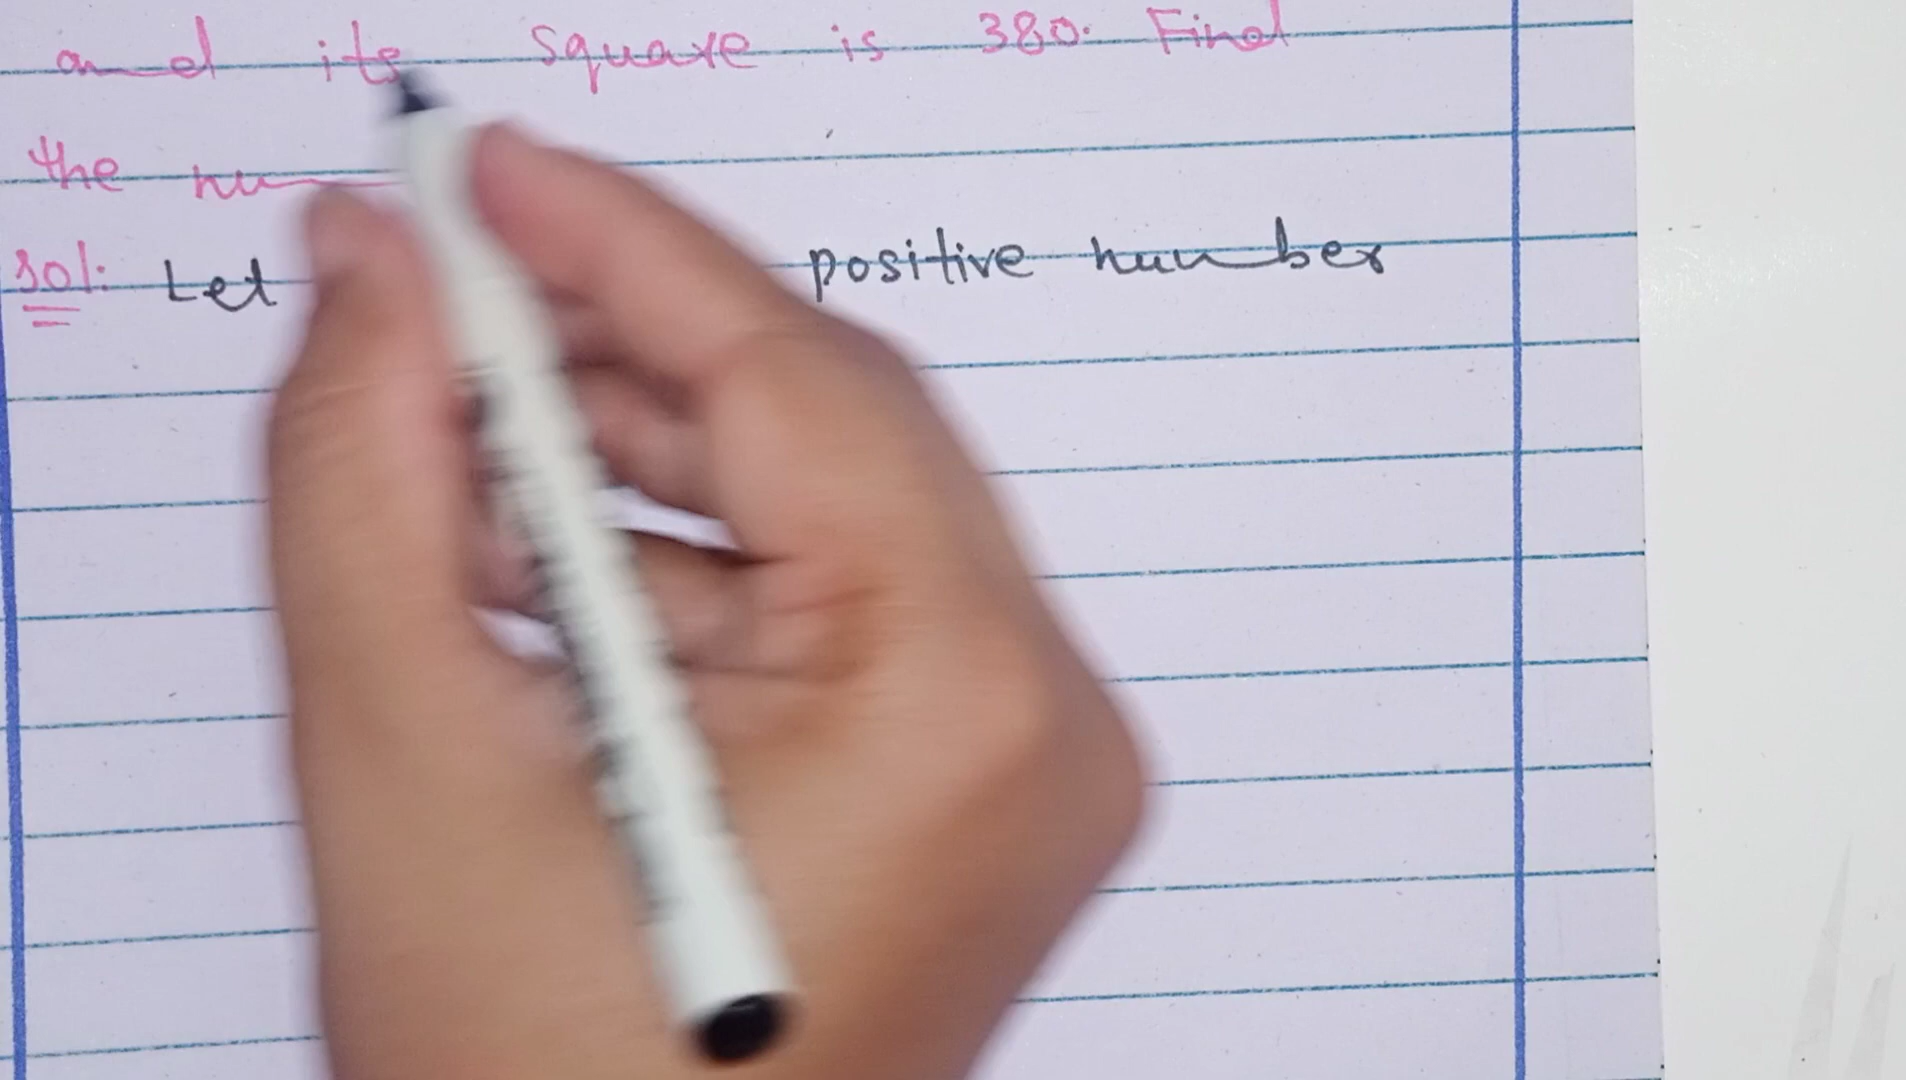 and its square is 380. Find
the
Sol: Let positive number